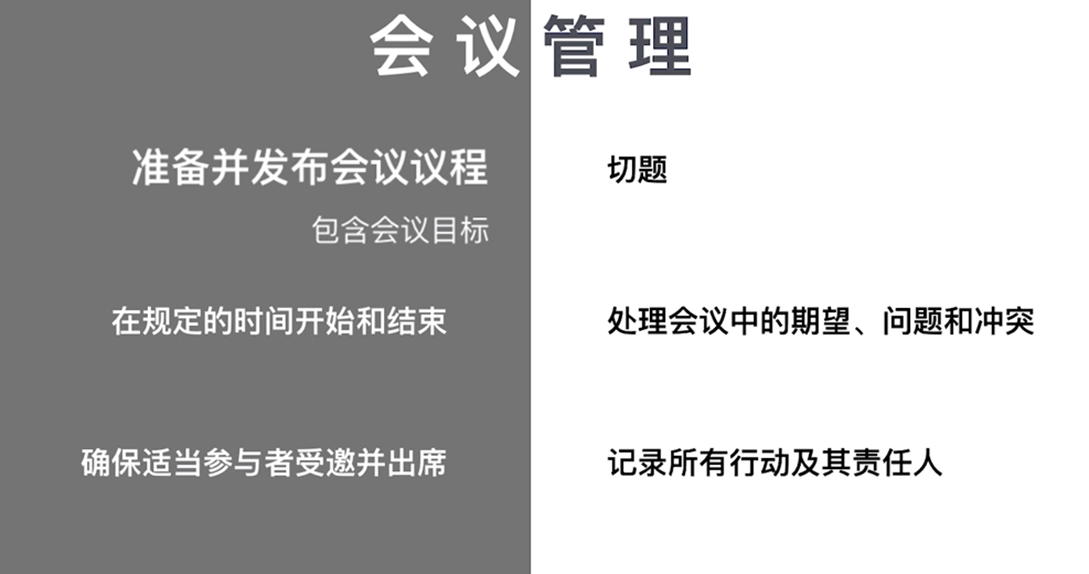 会议管理
准备并发布会议议程
包含会议目标
在规定的时间开始和结束
确保适当参与者受邀并出席
切题
处理会议中的期望、问题和冲突
记录所有行动及其责任人